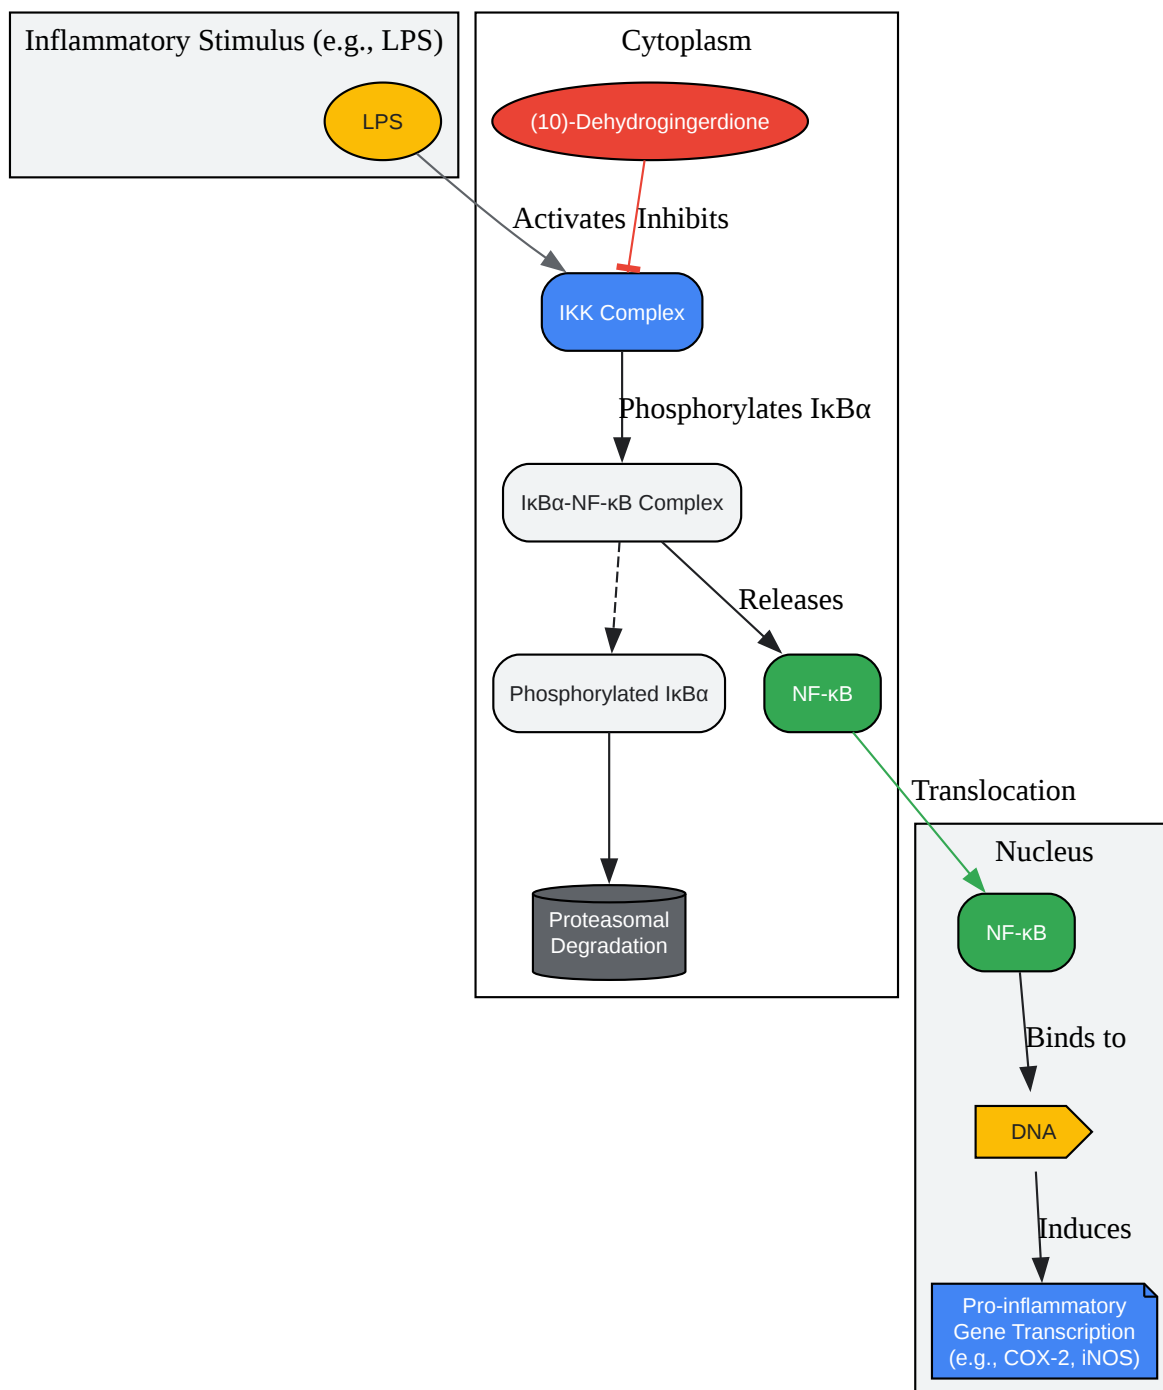 Inflammatory Stimulus (e.g., LPS)
LPS
Cytoplasm
(10)-Dehydrogingerdione
Activates
Inhibits
IKK Complex
Phosphorylates IκBα
IκBα-NF-κB Complex
Releases
Phosphorylated IκBα
NF-κB
Translocation
Proteasomal
Degradation
Nucleus
NF-κB
Binds to
DNA
Induces
Pro-inflammatory
Gene Transcription
(e.g., COX-2, iNOS)